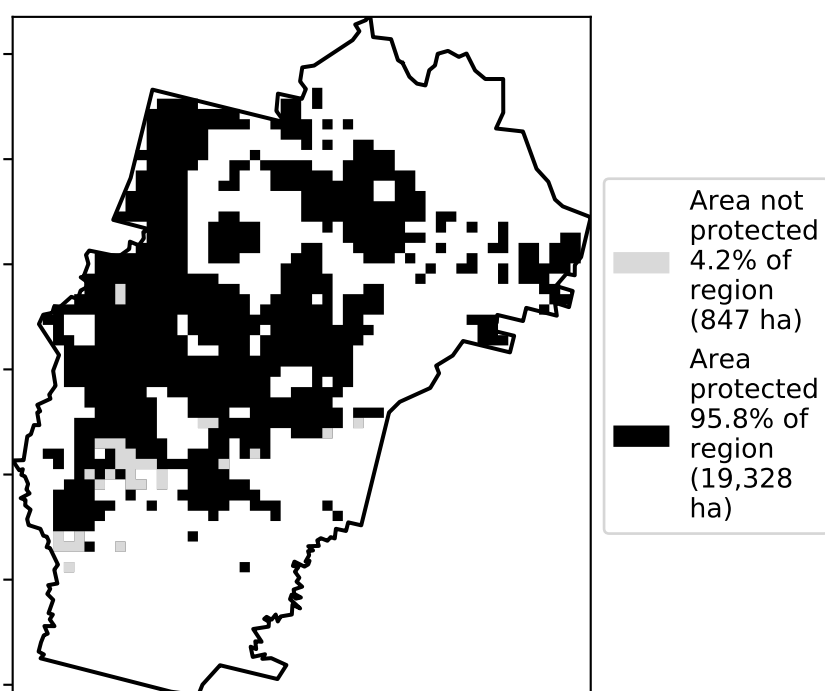 Area not
protected
4.2% of
region
(847 ha)
Area
protected
95.8% of
region
(19,328
ha)